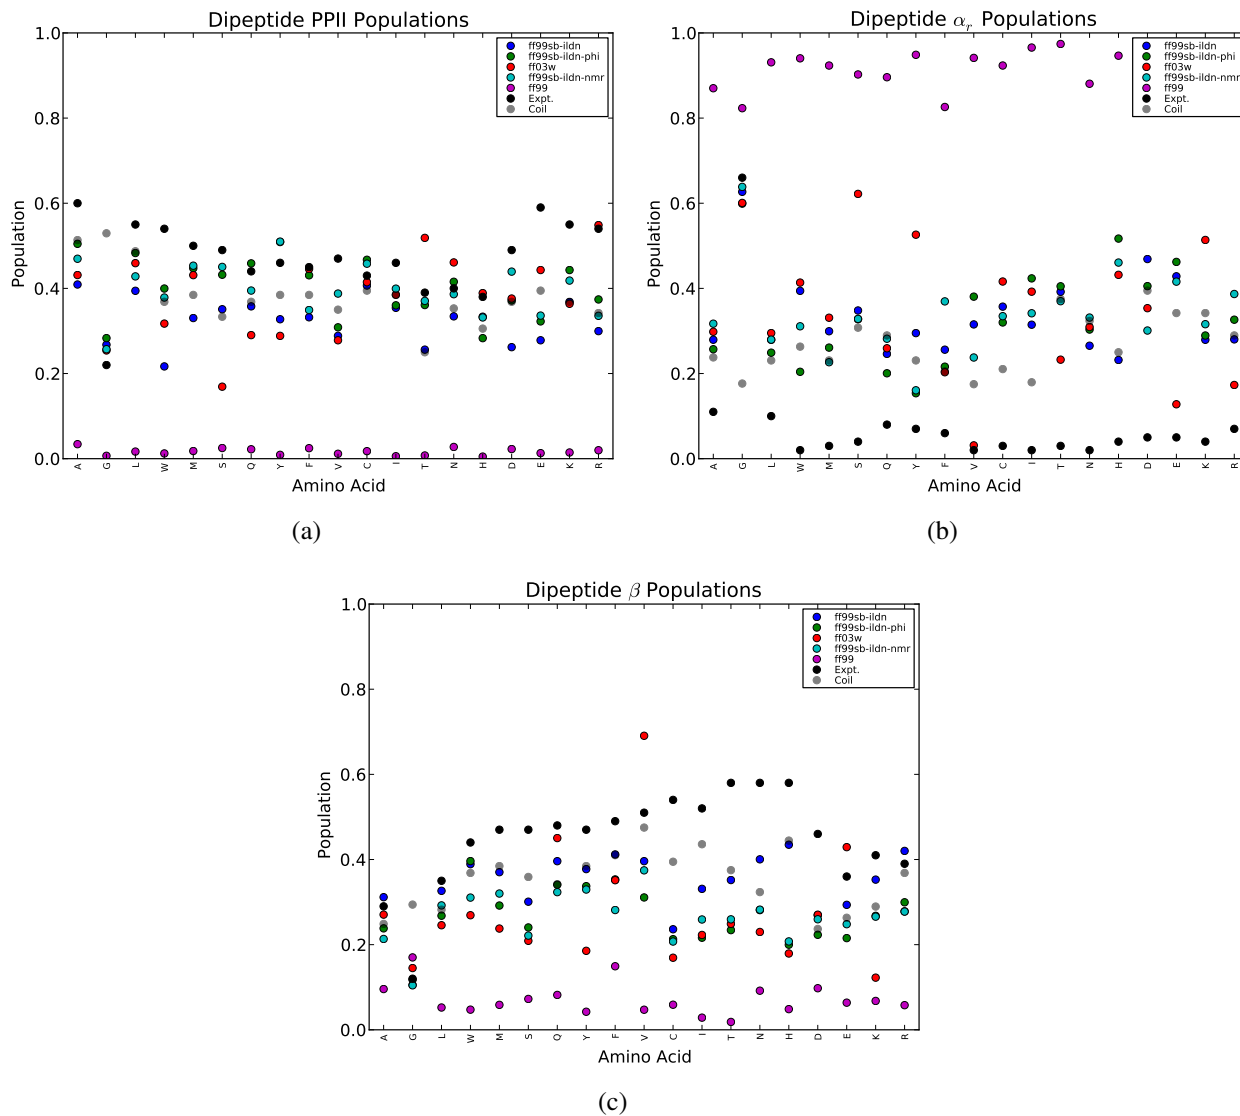 Dipeptide PPII Populations
1.0
0.8
0.6
0.4
0.2
0.0
Population
ff99sb-ildn
ff99sb-ildn-phi
ff03w
ff99sb-ildn-nmr
ff99
Expt.
Coil
A G L W M S Q Y F V C I T N H D E K R
Amino Acid
(a)
Dipeptide αr Populations
1.0
0.8
0.6
0.4
0.2
0.0
Population
ff99sb-ildn
ff99sb-ildn-phi
ff03w
ff99sb-ildn-nmr
ff99
Expt.
Coil
A G L W M S Q Y F V C I T N H D E K R
Amino Acid
(b)
Dipeptide β Populations
1.0
0.8
0.6
0.4
0.2
0.0
Population
ff99sb-ildn
ff99sb-ildn-phi
ff03w
ff99sb-ildn-nmr
ff99
Expt.
Coil
A G L W M S Q Y F V C I T N H D E K R
Amino Acid
(c)